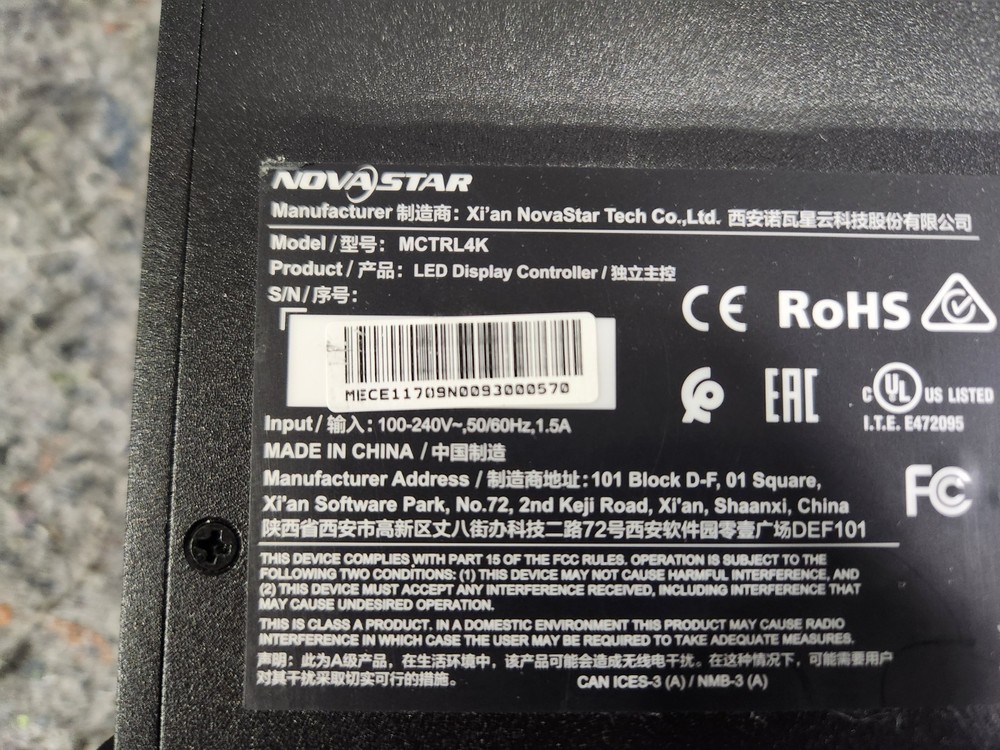 NOVASTAR
Manufacturer 制造商: Xi'an NovaStar Tech Co.,Ltd. 西安诺瓦星云科技股份有限公司
Model / 型号: MCTRL4K
Product / 产品: LED Display Controller / 独立主控
S/N / 序号:
CE RoHS
MECE11709N0093000570
EAC
C UL US LISTED
I.T.E. E472095
Input / 输入: 100-240V~,50/60Hz,1.5A
MADE IN CHINA / 中国制造
Manufacturer Address / 制造商地址: 101 Block D-F, 01 Square,
Xi'an Software Park, No.72, 2nd Keji Road, Xi'an, Shaanxi, China
FC
陕西省西安市高新区丈八街办科技二路72号西安软件园零壹广场DEF101
THIS DEVICE COMPLIES WITH PART 15 OF THE FCC RULES. OPERATION IS SUBJECT TO THE
FOLLOWING TWO CONDITIONS: (1) THIS DEVICE MAY NOT CAUSE HARMFUL INTERFERENCE, AND
(2) THIS DEVICE MUST ACCEPT ANY INTERFERENCE RECEIVED, INCLUDING INTERFERENCE THAT
MAY CAUSE UNDESIRED OPERATION.
THIS IS CLASS A PRODUCT. IN A DOMESTIC ENVIRONMENT THIS PRODUCT MAY CAUSE RADIO
INTERFERENCE IN WHICH CASE THE USER MAY BE REQUIRED TO TAKE ADEQUATE MEASURES.
声明: 此为A级产品，在生活环境中，该产品可能会造成无线电干扰。在这种情况下，可能需要用户
对其干扰采取切实可行的措施。 CAN ICES-3 (A) / NMB-3 (A)